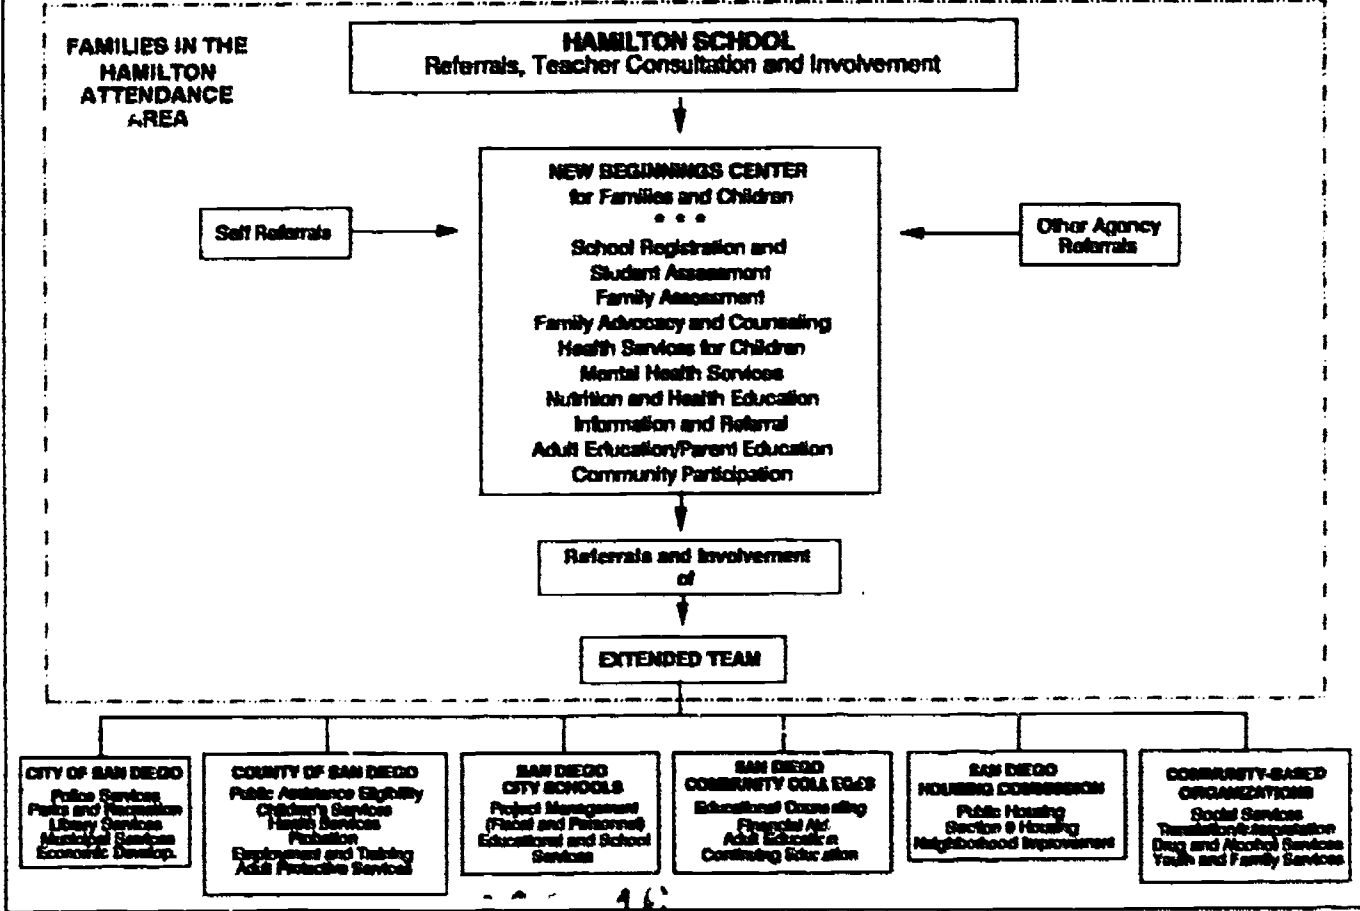 FAMILIES IN THE
HAMILTON
ATTENDANCE
AREA
HAMILTON SCHOOL
Referrals, Teacher Consultation and Involvement
NEW BEGINNINGS CENTER
for Families and Children
* * *
School Registration and
Student Assessment
Family Assessment
Family Advocacy and Counseling
Health Services for Children
Mental Health Services
Nutrition and Health Education
Information and Referral
Adult Education/Parent Education
Community Participation
Self Referrals
Other Agency
Referrals
Referrals and Involvement
of
EXTENDED TEAM
CITY OF SAN DIEGO
Police Services
Parks and Recreation
Library Services
Municipal Services
Economic Develop.
COUNTY OF SAN DIEGO
Public Assistance Eligibility
Children's Services
Health Services
Probation
Employment and Training
Adult Protective Services
SAN DIEGO
CITY SCHOOLS
Project Management
(Fiscal and Personnel)
Educational and School
Services
SAN DIEGO
COMMUNITY COLLEGES
Educational Counseling
Financial Aid
Adult Education
Continuing Education
SAN DIEGO
HOUSING COMMISSION
Public Housing
Section 8 Housing
Neighborhood Improvement
COMMUNITY-BASED
ORGANIZATIONS
Social Services
Translation/Interpretation
Drug and Alcohol Services
Youth and Family Services